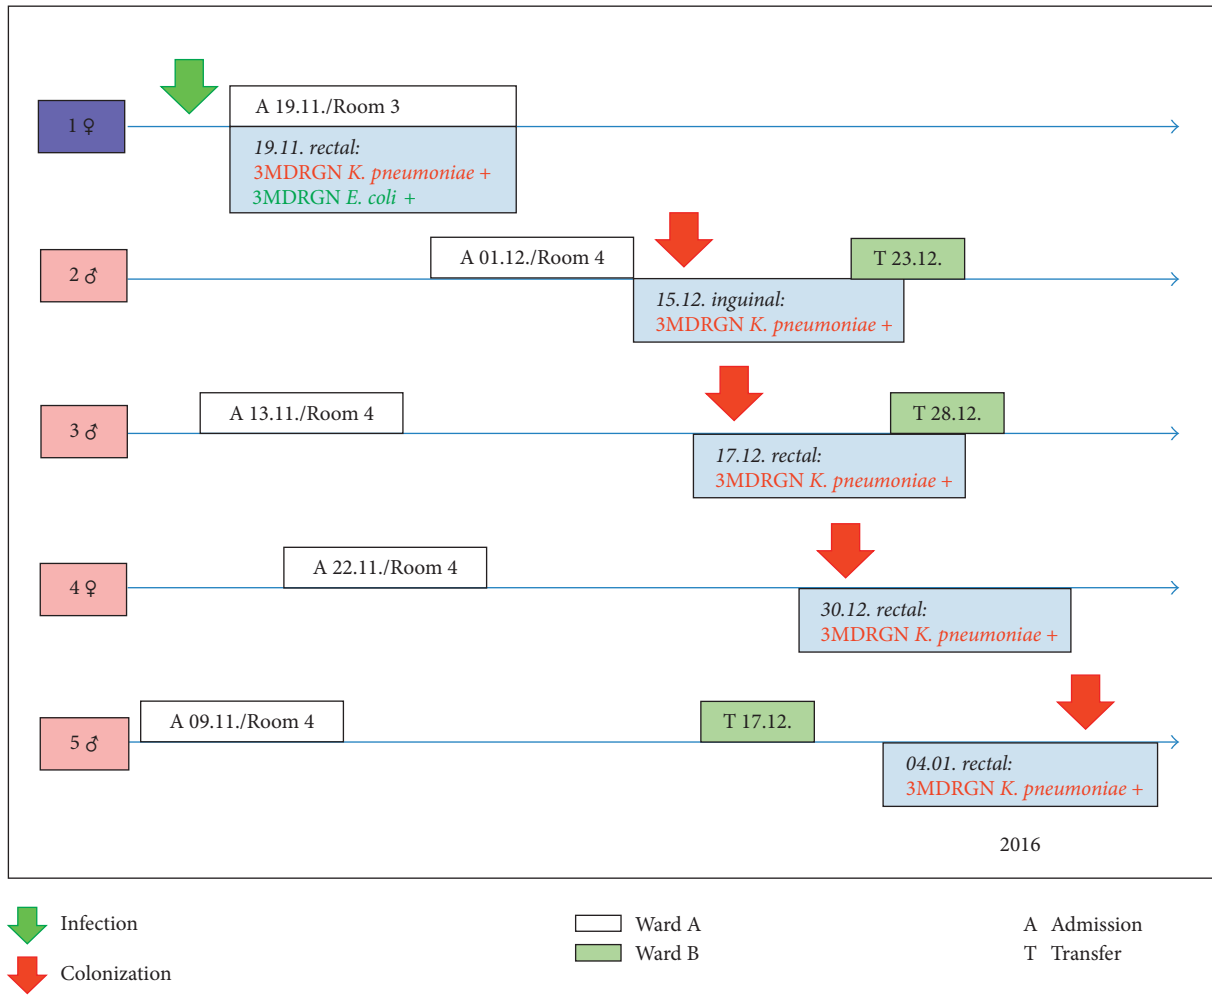 1 ♀
A 19.11./Room 3
19.11. rectal:
3MDRGN K. pneumoniae +
3MDRGN E. coli +
2 ♂
A 01.12./Room 4
T 23.12.
15.12. inguinal:
3MDRGN K. pneumoniae +
3 ♂
A 13.11./Room 4
T 28.12.
17.12. rectal:
3MDRGN K. pneumoniae +
4 ♀
A 22.11./Room 4
30.12. rectal:
3MDRGN K. pneumoniae +
5 ♂
A 09.11./Room 4
T 17.12.
04.01. rectal:
3MDRGN K. pneumoniae +
2016
Infection
Colonization
Ward A
Ward B
A Admission
T Transfer